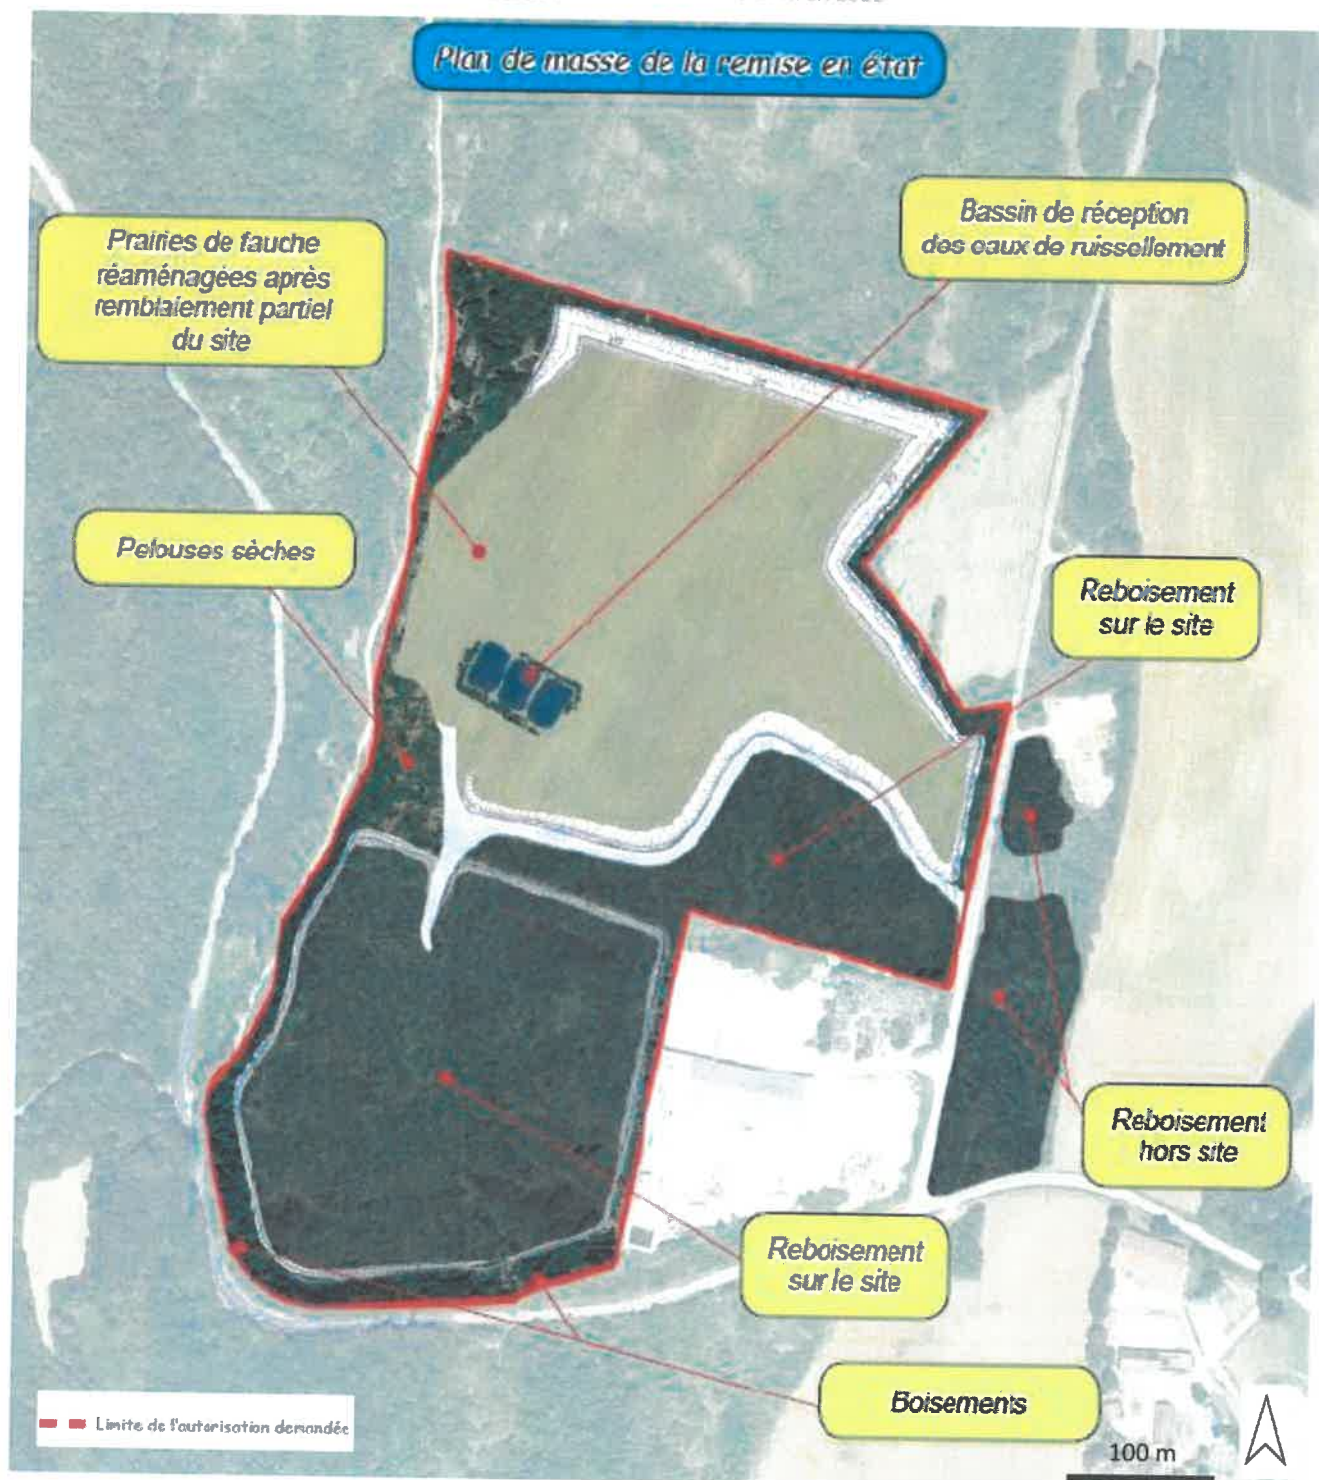 Plan de masse de la remise en état
Bassin de réception
des eaux de ruissellement
Prairies de fauche
réaménagées après
remblaiement partiel
du site
Pelouses sèches
Reboisement
sur le site
Reboisement
hors site
Reboisement
sur le site
Boisements
Limite de l'autorisation demandée
100 m